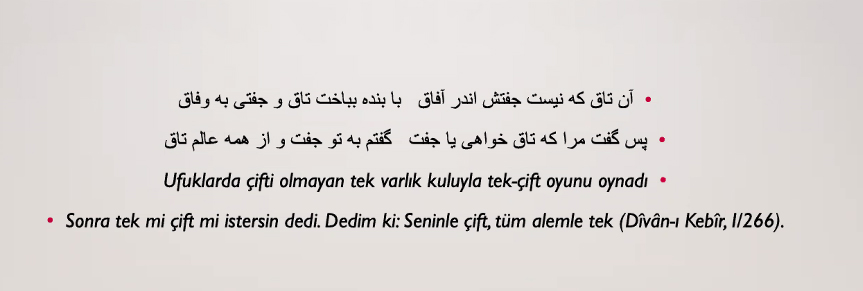 • آن تاق که نیست جفتش اندر آفاق   با بنده بباخت تاق و جفتی به وفاق
• پس گفت مرا که تاق خواهی یا جفت   گفتم به تو جفت و از همه عالم تاق
• Ufuklarda çifti olmayan tek varlık kuluyla tek-çift oyunu oynadı
• Sonra tek mi çift mi istersin dedi. Dedim ki: Seninle çift, tüm alemle tek (Dîvân-ı Kebîr, I/266).